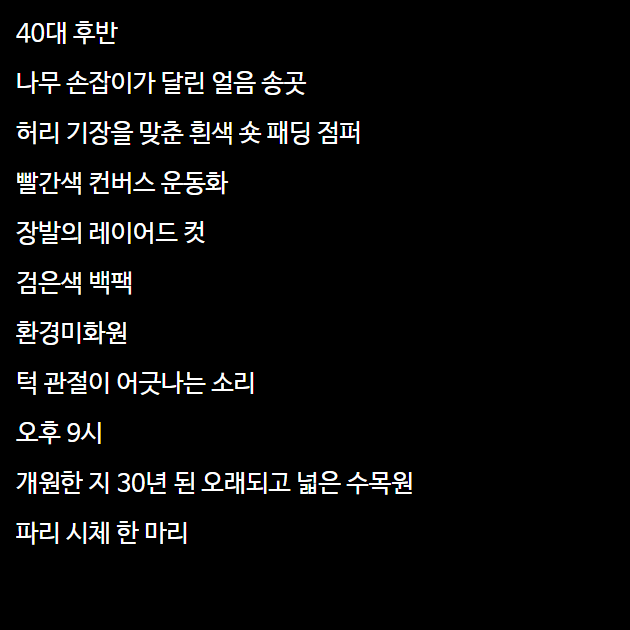 40대 후반
나무 손잡이가 달린 얼음 송곳
허리 기장을 맞춘 흰색 숏 패딩 점퍼
빨간색 컨버스 운동화
장발의 레이어드 컷
검은색 백팩
환경미화원
턱 관절이 어긋나는 소리
오후 9시
개원한 지 30년 된 오래되고 넓은 수목원
파리 시체 한 마리